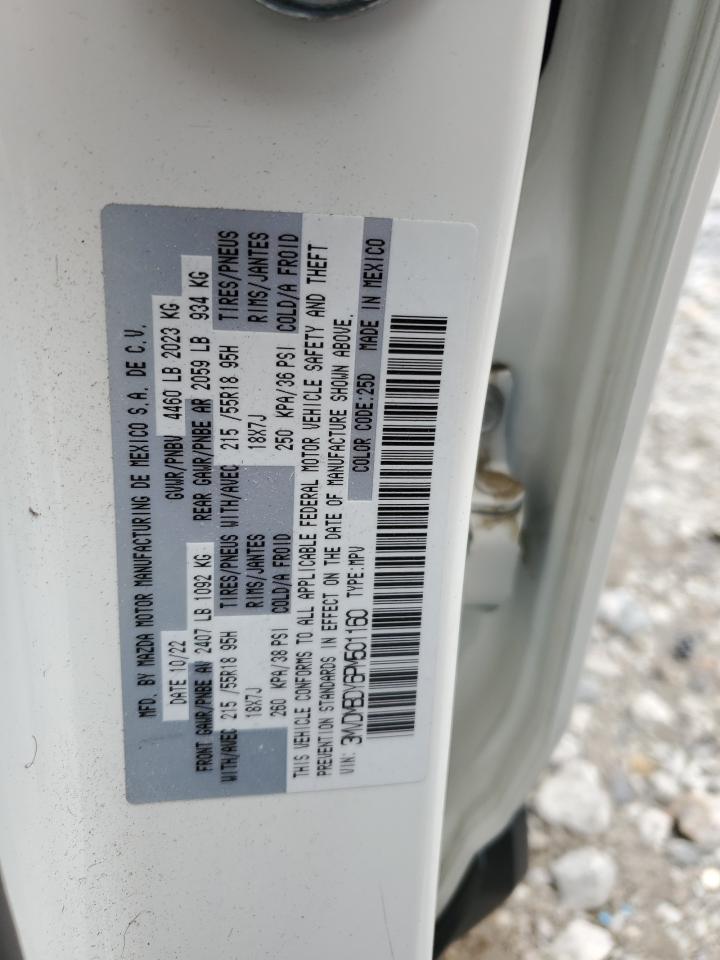 MFD. BY MAZDA MOTOR MANUFACTURING DE MEXICO S.A. DE C.V.
DATE 10/22 GVWR/PNBV 4460 LB 2023 KG
FRONT GAWR/PNBE AV 2407 LB 1092 KG REAR GAWR/PNBE AR 2059 LB 934 KG
WITH/AVEC 215 /55R18 95H TIRES/PNEUS WITH/AVEC 215 /55R18 95H TIRES/PNEUS
18X7J RIMS/JANTES 18X7J RIMS/JANTES
260 KPA/38 PSI COLD/A FROID 250 KPA/36 PSI COLD/A FROID
THIS VEHICLE CONFORMS TO ALL APPLICABLE FEDERAL MOTOR VEHICLE SAFETY AND THEFT
PREVENTION STANDARDS IN EFFECT ON THE DATE OF MANUFACTURE SHOWN ABOVE.
VIN: 3MVDMBDY6PM501160 TYPE:MPV COLOR CODE:25D MADE IN MEXICO